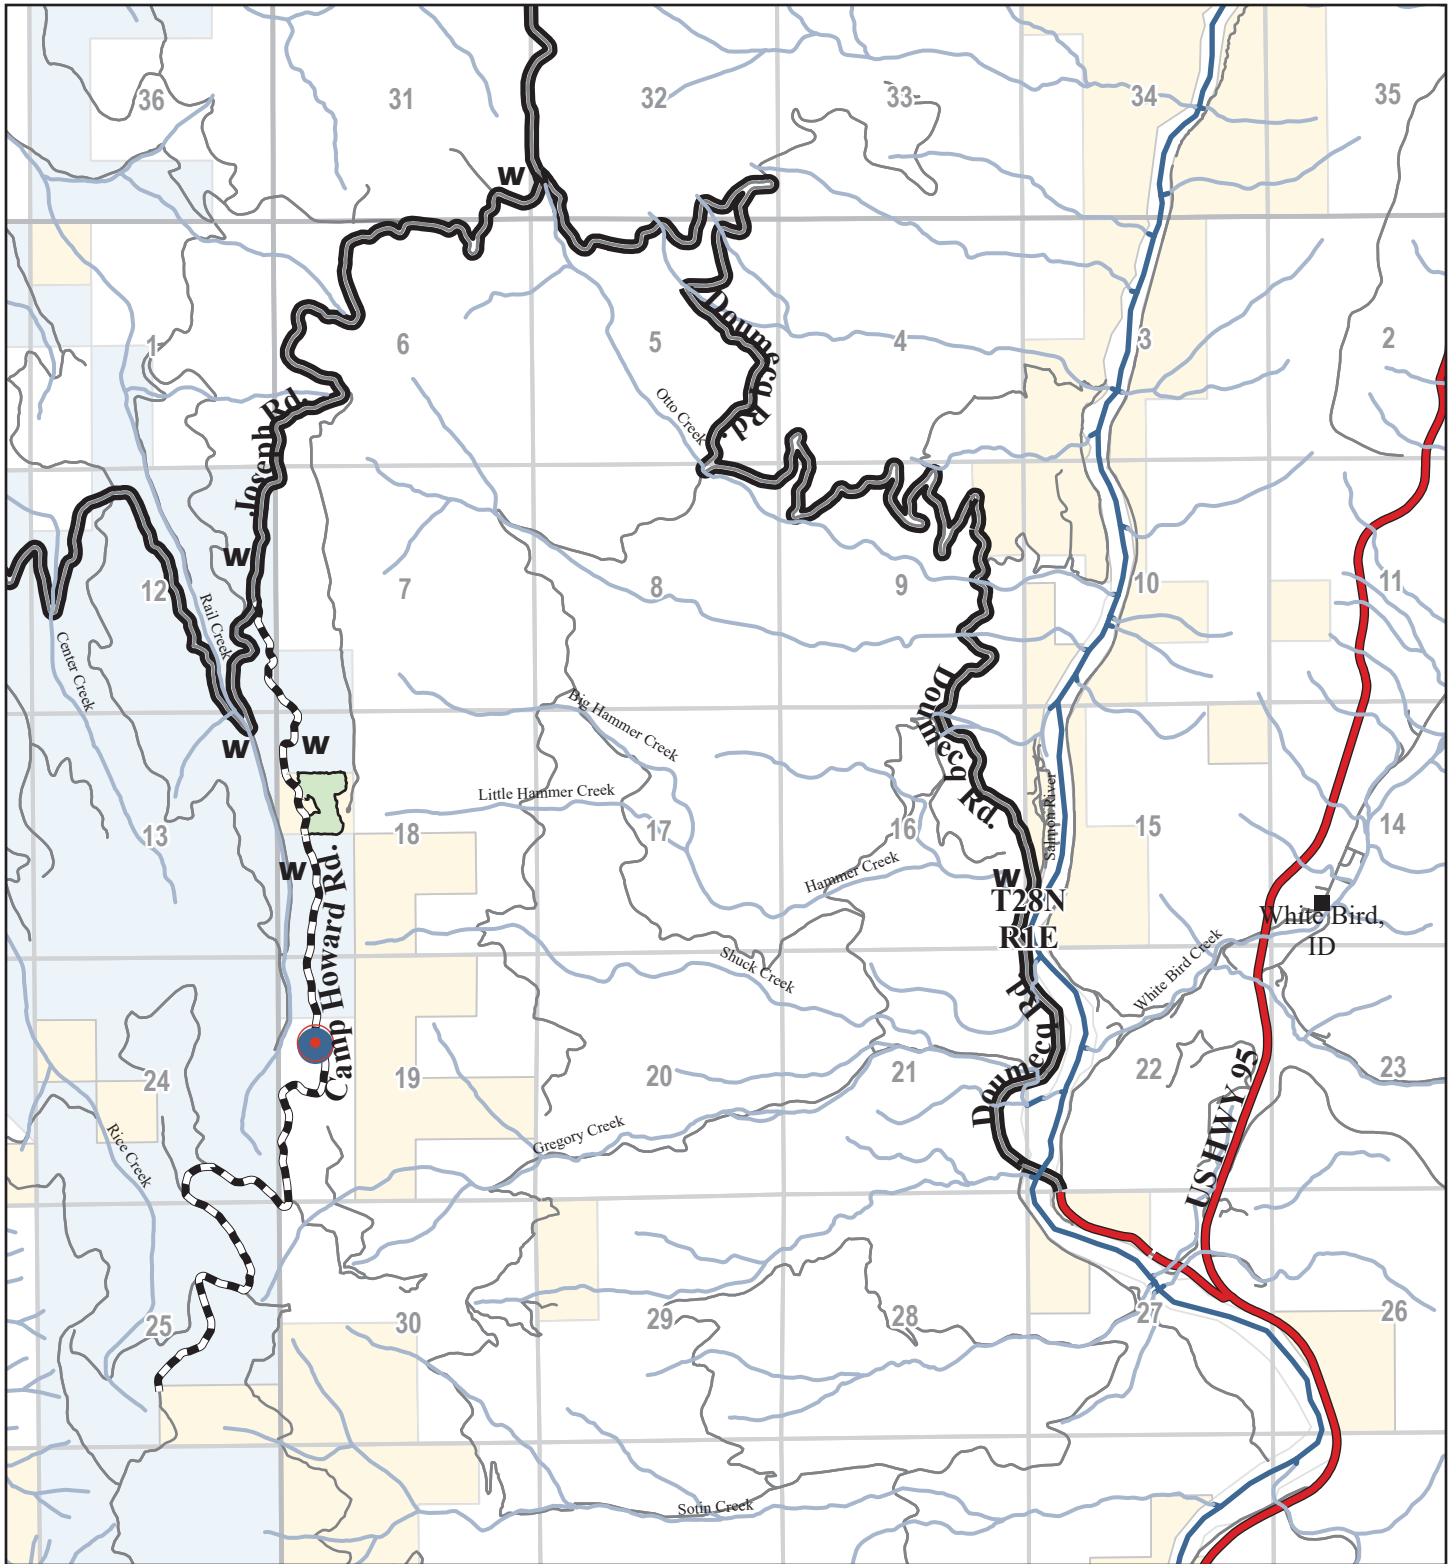 36
31
32
33
34
35
W
1
6
5
4
3
2
Doumecq Rd.
Joseph Rd.
Otto Creek
W
12
7
8
9
10
11
Rail Creek
Center Creek
Doumecq Rd.
Big Hammer Creek
W
W
Little Hammer Creek
Salmon River
13
18
17
16
15
14
W
Hammer Creek
W
T28N
R1E
White Bird,
ID
Camp Howard Rd.
Shuck Creek
White Bird Creek
Doumecq Rd.
24
19
20
21
22
23
US HWY 95
Rice Creek
Gregory Creek
25
30
29
28
27
26
Sotin Creek